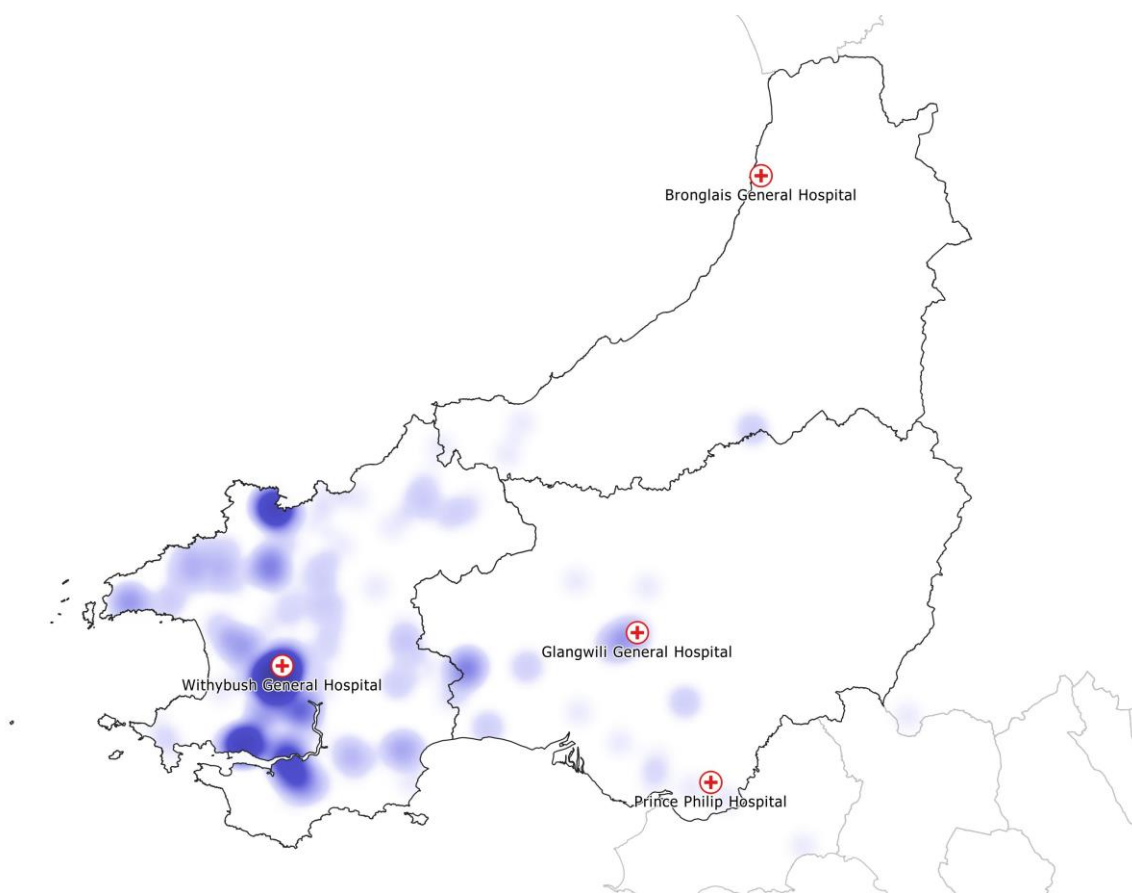 Bronglais General Hospital
Glangwili General Hospital
Withybush General Hospital
Prince Philip Hospital